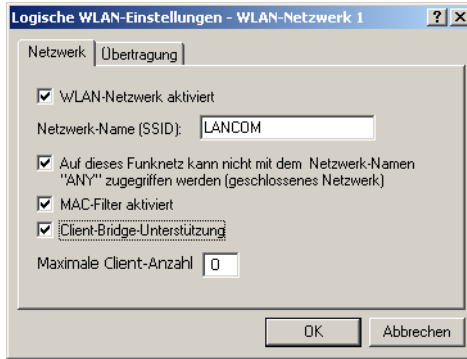 Logische WLAN-Einstellungen - WLAN-Netzwerk 1
Netzwerk
Übertragung
WLAN-Netzwerk aktiviert
Netzwerk-Name (SSID):
LANCOM
Auf dieses Funknetz kann nicht mit dem Netzwerk-Namen
"ANY" zugegriffen werden (geschlossenes Netzwerk)
MAC-Filter aktiviert
Client-Bridge-Unterstützung
Maximale Client-Anzahl
0
OK
Abbrechen